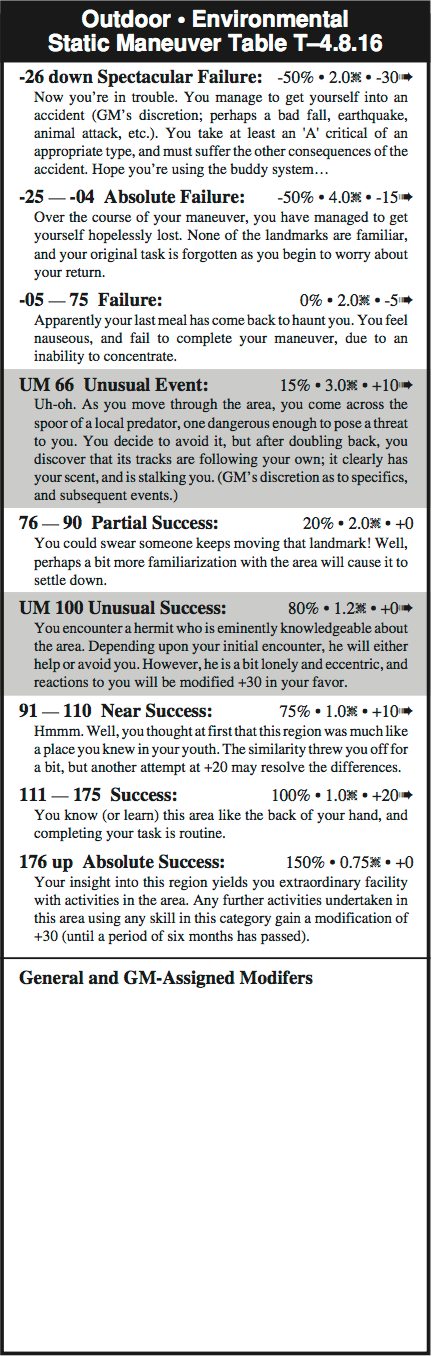 Outdoor • Environmental
Static Maneuver Table T–4.8.16
-26 down Spectacular Failure: -50% • 2.0⁕ • -30➠
Now you're in trouble. You manage to get yourself into an
accident (GM's discretion; perhaps a bad fall, earthquake,
animal attack, etc.). You take at least an 'A' critical of an
appropriate type, and must suffer the other consequences of the
accident. Hope you're using the buddy system…
-25 — -04 Absolute Failure: -50% • 4.0⁕ • -15➠
Over the course of your maneuver, you have managed to get
yourself hopelessly lost. None of the landmarks are familiar,
and your original task is forgotten as you begin to worry about
your return.
-05 — 75 Failure: 0% • 2.0⁕ • -5➠
Apparently your last meal has come back to haunt you. You feel
nauseous, and fail to complete your maneuver, due to an
inability to concentrate.
UM 66 Unusual Event: 15% • 3.0⁕ • +10➠
Uh-oh. As you move through the area, you come across the
spoor of a local predator, one dangerous enough to pose a threat
to you. You decide to avoid it, but after doubling back, you
discover that its tracks are following your own; it clearly has
your scent, and is stalking you. (GM's discretion as to specifics,
and subsequent events.)
76 — 90 Partial Success: 20% • 2.0⁕ • +0
You could swear someone keeps moving that landmark! Well,
perhaps a bit more familiarization with the area will cause it to
settle down.
UM 100 Unusual Success: 80% • 1.2⁕ • +0➠
You encounter a hermit who is eminently knowledgeable about
the area. Depending upon your initial encounter, he will either
help or avoid you. However, he is a bit lonely and eccentric, and
reactions to you will be modified +30 in your favor.
91 — 110 Near Success: 75% • 1.0⁕ • +10➠
Hmmm. Well, you thought at first that this region was much like
a place you knew in your youth. The similarity threw you off for
a bit, but another attempt at +20 may resolve the differences.
111 — 175 Success: 100% • 1.0⁕ • +20➠
You know (or learn) this area like the back of your hand, and
completing your task is routine.
176 up Absolute Success: 150% • 0.75⁕ • +0
Your insight into this region yields you extraordinary facility
with activities in the area. Any further activities undertaken in
this area using any skill in this category gain a modification of
+30 (until a period of six months has passed).
General and GM-Assigned Modifers